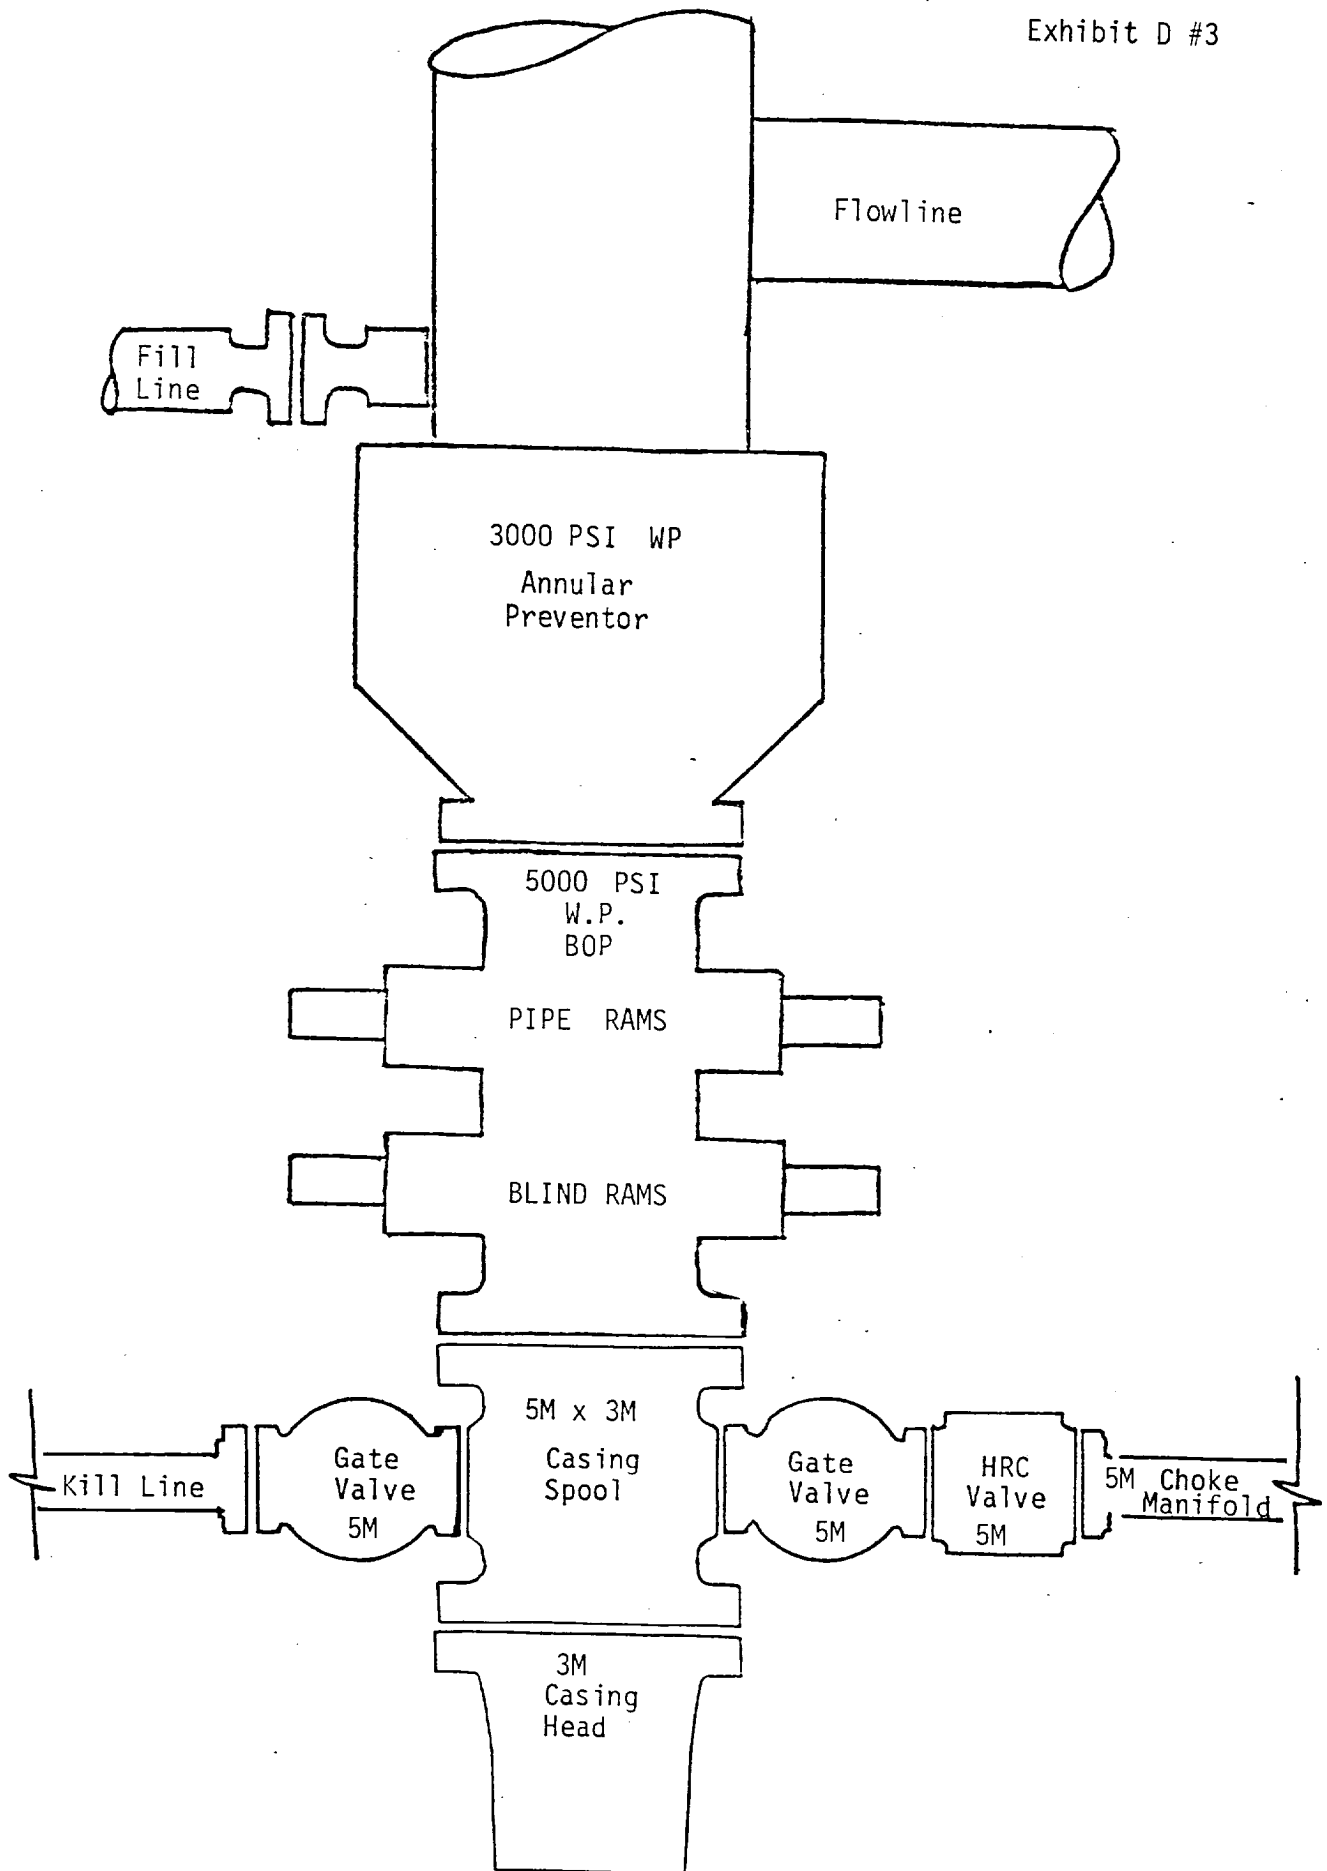 Exhibit D #3
Flowline
Fill
Line
3000 PSI WP
Annular
Preventor
5000 PSI
W.P.
BOP
PIPE RAMS
BLIND RAMS
Kill Line
Gate
Valve
5M
5M x 3M
Casing
Spool
Gate
Valve
5M
HRC
Valve
5M
5M Choke
Manifold
3M
Casing
Head